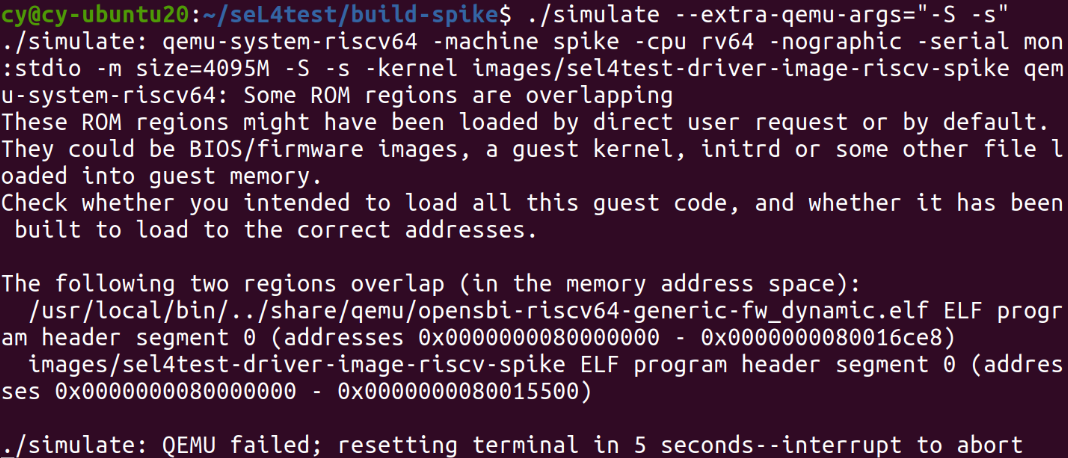 cy@cy-ubuntu20:~/seL4test/build-spike$ ./simulate --extra-qemu-args="-S -s"
./simulate: qemu-system-riscv64 -machine spike -cpu rv64 -nographic -serial mon
:stdio -m size=4095M -S -s -kernel images/sel4test-driver-image-riscv-spike qem
u-system-riscv64: Some ROM regions are overlapping
These ROM regions might have been loaded by direct user request or by default.
They could be BIOS/firmware images, a guest kernel, initrd or some other file l
oaded into guest memory.
Check whether you intended to load all this guest code, and whether it has been
 built to load to the correct addresses.

The following two regions overlap (in the memory address space):
  /usr/local/bin/../share/qemu/opensbi-riscv64-generic-fw_dynamic.elf ELF progr
am header segment 0 (addresses 0x0000000080000000 - 0x0000000080016ce8)
  images/sel4test-driver-image-riscv-spike ELF program header segment 0 (addres
ses 0x0000000080000000 - 0x0000000080015500)

./simulate: QEMU failed; resetting terminal in 5 seconds--interrupt to abort